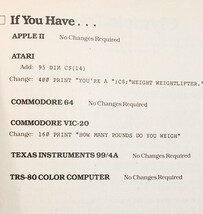 If You Have . . .
APPLE II No Changes Required
ATARI
Add: 95 DIM C$(14)
Change: 400 PRINT "YOU'RE A ";C$;"WEIGHT WEIGHTLIFTER."
COMMODORE 64 No Changes Required
COMMODORE VIC-20
Change: 160 PRINT "HOW MANY POUNDS DO YOU WEIGH"
TEXAS INSTRUMENTS 99/4A No Changes Required
TRS-80 COLOR COMPUTER No Changes Required